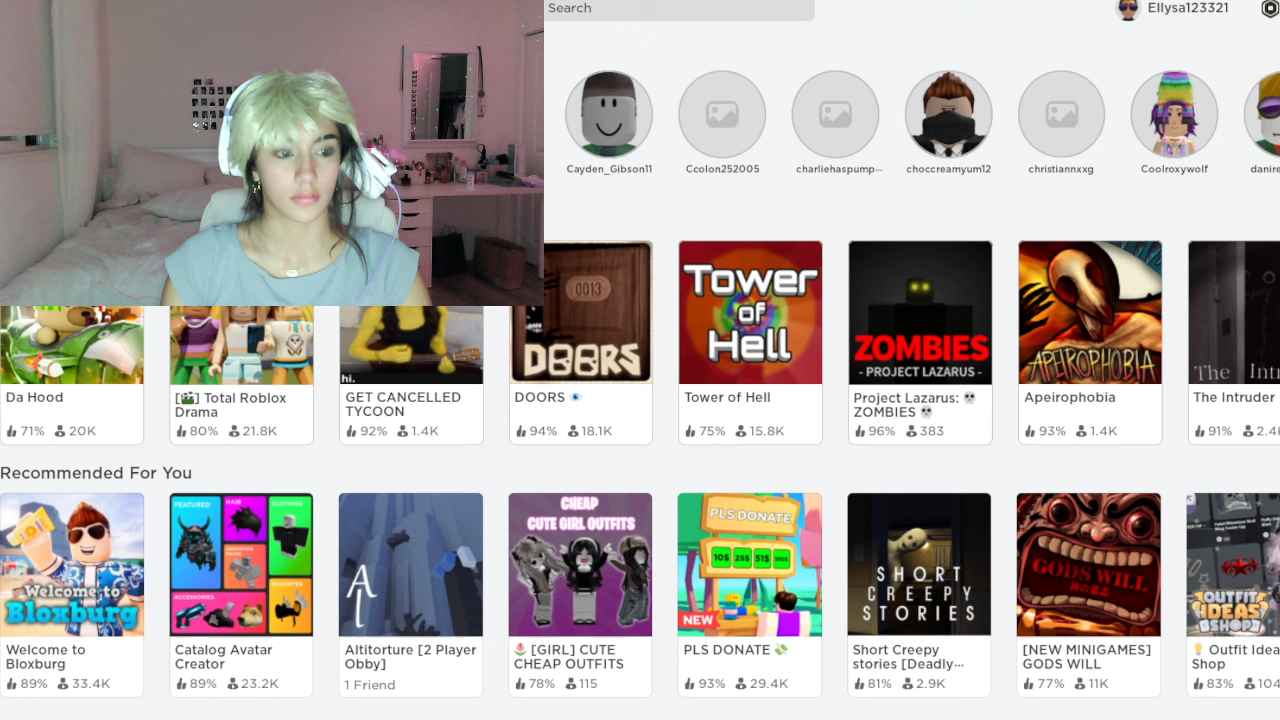 Search
Ellysa123321
Cayden_Gibson11
Ccolon252005
charliehaspump...
choccreamyum12
christiannxxg
Coolroxywolf
danire
hi.
0013
DOORS
Tower
of
Hell
ZOMBIES
- PROJECT LAZARUS -
APEIROPHOBIA
The Intr
Da Hood
71% 20K
[🎬] Total Roblox
Drama
80% 21.8K
GET CANCELLED
TYCOON
92% 1.4K
DOORS 👁️
94% 18.1K
Tower of Hell
75% 15.8K
Project Lazarus: 💀
ZOMBIES 💀
96% 383
Apeirophobia
93% 1.4K
The Intruder
91% 2.4K
Recommended For You
Welcome to
Bloxburg
FEATURED
HAIR
CLOTHING
ANIMATION
PACKS
FAVORITES
ACCESSORIES
A
l
CHEAP
CUTE GIRL OUTFITS
PLS DONATE
10$ 25$ 51$ 100$
NEW
SHORT
CREEPY
STORIES
GODS WILL
OUTFIT
IDEAS
SHOP
Welcome to
Bloxburg
89% 33.4K
Catalog Avatar
Creator
89% 23.2K
Altitorture [2 Player
Obby]
1 Friend
🌷 [GIRL] CUTE
CHEAP OUTFITS
78% 115
PLS DONATE 💸
93% 29.4K
Short Creepy
stories [Deadly...
81% 2.9K
[NEW MINIGAMES]
GODS WILL
77% 11K
💡 Outfit Idea
Shop
83% 104